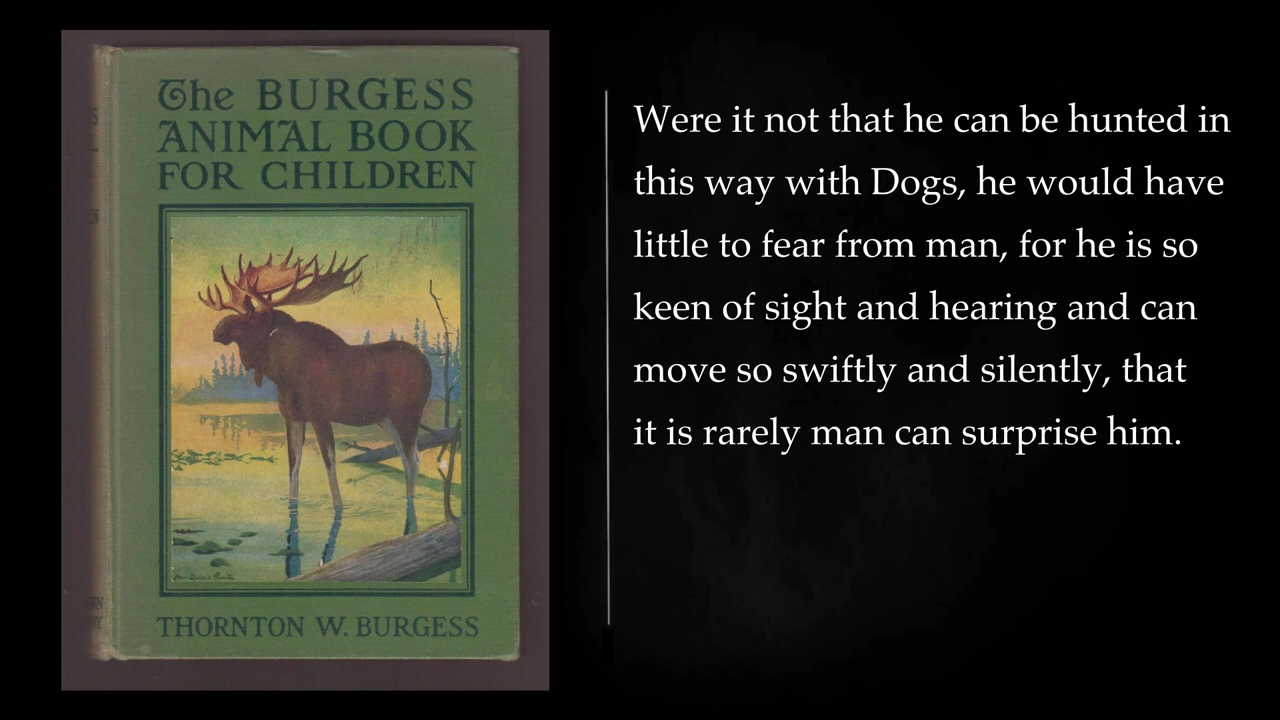 The BURGESS
ANIMAL BOOK
FOR CHILDREN
THORNTON W. BURGESS
Were it not that he can be hunted in
this way with Dogs, he would have
little to fear from man, for he is so
keen of sight and hearing and can
move so swiftly and silently, that
it is rarely man can surprise him.